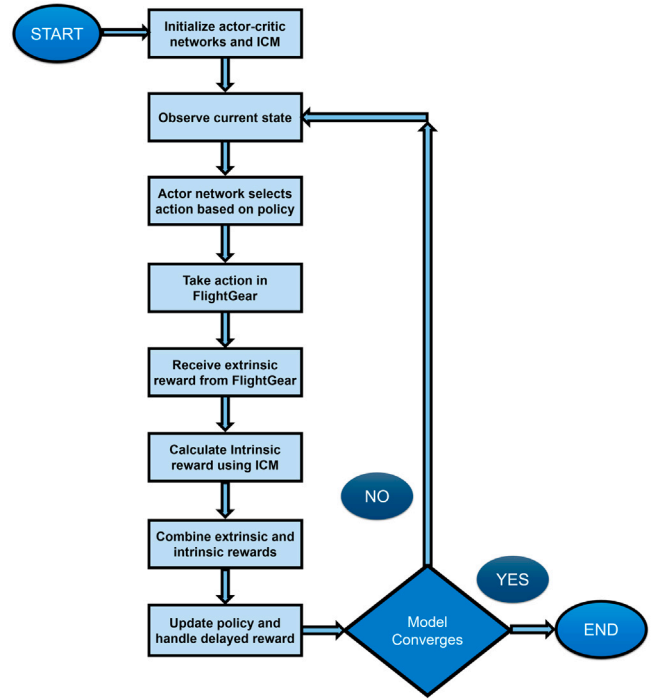 START
Initialize actor-critic
networks and ICM
Observe current state
Actor network selects
action based on policy
Take action in
FlightGear
Receive extrinsic
reward from FlightGear
Calculate Intrinsic
reward using ICM
Combine extrinsic and
intrinsic rewards
Update policy and
handle delayed reward
Model
Converges
NO
YES
END